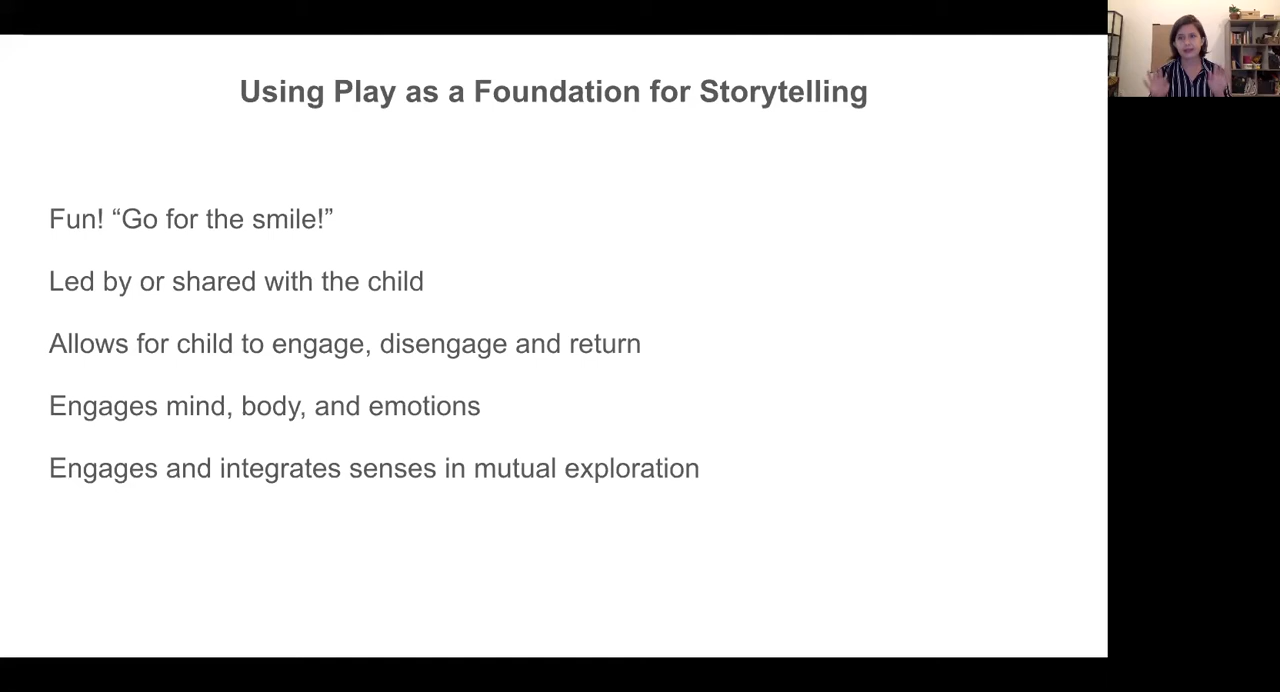 Using Play as a Foundation for Storytelling
Fun! “Go for the smile!”
Led by or shared with the child
Allows for child to engage, disengage and return
Engages mind, body, and emotions
Engages and integrates senses in mutual exploration